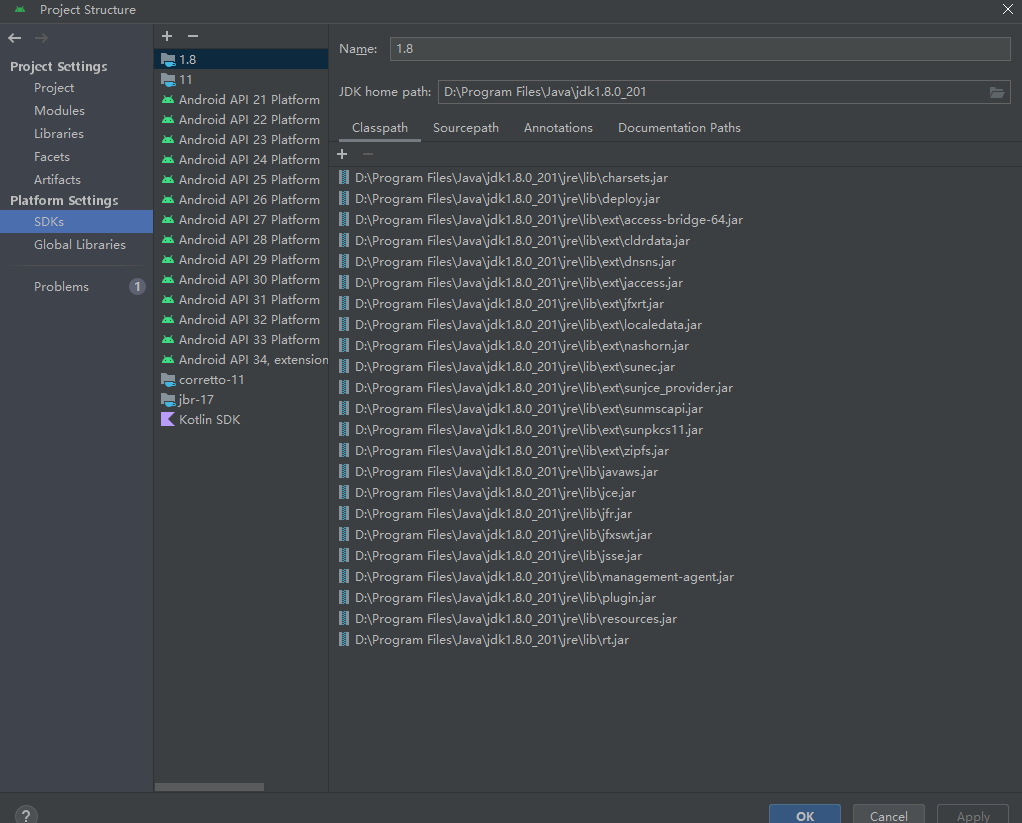 Project Structure
Project Settings
Project
Modules
Libraries
Facets
Artifacts
Platform Settings
SDKs
Global Libraries
Problems
1
1.8
11
Android API 21 Platform
Android API 22 Platform
Android API 23 Platform
Android API 24 Platform
Android API 25 Platform
Android API 26 Platform
Android API 27 Platform
Android API 28 Platform
Android API 29 Platform
Android API 30 Platform
Android API 31 Platform
Android API 32 Platform
Android API 33 Platform
Android API 34, extension
corretto-11
jbr-17
Kotlin SDK
Name: 1.8
JDK home path: D:\Program Files\Java\jdk1.8.0_201
Classpath Sourcepath Annotations Documentation Paths
D:\Program Files\Java\jdk1.8.0_201\jre\lib\charsets.jar
D:\Program Files\Java\jdk1.8.0_201\jre\lib\deploy.jar
D:\Program Files\Java\jdk1.8.0_201\jre\lib\ext\access-bridge-64.jar
D:\Program Files\Java\jdk1.8.0_201\jre\lib\ext\cldrdata.jar
D:\Program Files\Java\jdk1.8.0_201\jre\lib\ext\dnsns.jar
D:\Program Files\Java\jdk1.8.0_201\jre\lib\ext\jaccess.jar
D:\Program Files\Java\jdk1.8.0_201\jre\lib\ext\jfxrt.jar
D:\Program Files\Java\jdk1.8.0_201\jre\lib\ext\localedata.jar
D:\Program Files\Java\jdk1.8.0_201\jre\lib\ext\nashorn.jar
D:\Program Files\Java\jdk1.8.0_201\jre\lib\ext\sunec.jar
D:\Program Files\Java\jdk1.8.0_201\jre\lib\ext\sunjce_provider.jar
D:\Program Files\Java\jdk1.8.0_201\jre\lib\ext\sunmscapi.jar
D:\Program Files\Java\jdk1.8.0_201\jre\lib\ext\sunpkcs11.jar
D:\Program Files\Java\jdk1.8.0_201\jre\lib\ext\zipfs.jar
D:\Program Files\Java\jdk1.8.0_201\jre\lib\javaws.jar
D:\Program Files\Java\jdk1.8.0_201\jre\lib\jce.jar
D:\Program Files\Java\jdk1.8.0_201\jre\lib\jfr.jar
D:\Program Files\Java\jdk1.8.0_201\jre\lib\jfxswt.jar
D:\Program Files\Java\jdk1.8.0_201\jre\lib\jsse.jar
D:\Program Files\Java\jdk1.8.0_201\jre\lib\management-agent.jar
D:\Program Files\Java\jdk1.8.0_201\jre\lib\plugin.jar
D:\Program Files\Java\jdk1.8.0_201\jre\lib\resources.jar
D:\Program Files\Java\jdk1.8.0_201\jre\lib\rt.jar
?
OK Cancel Apply